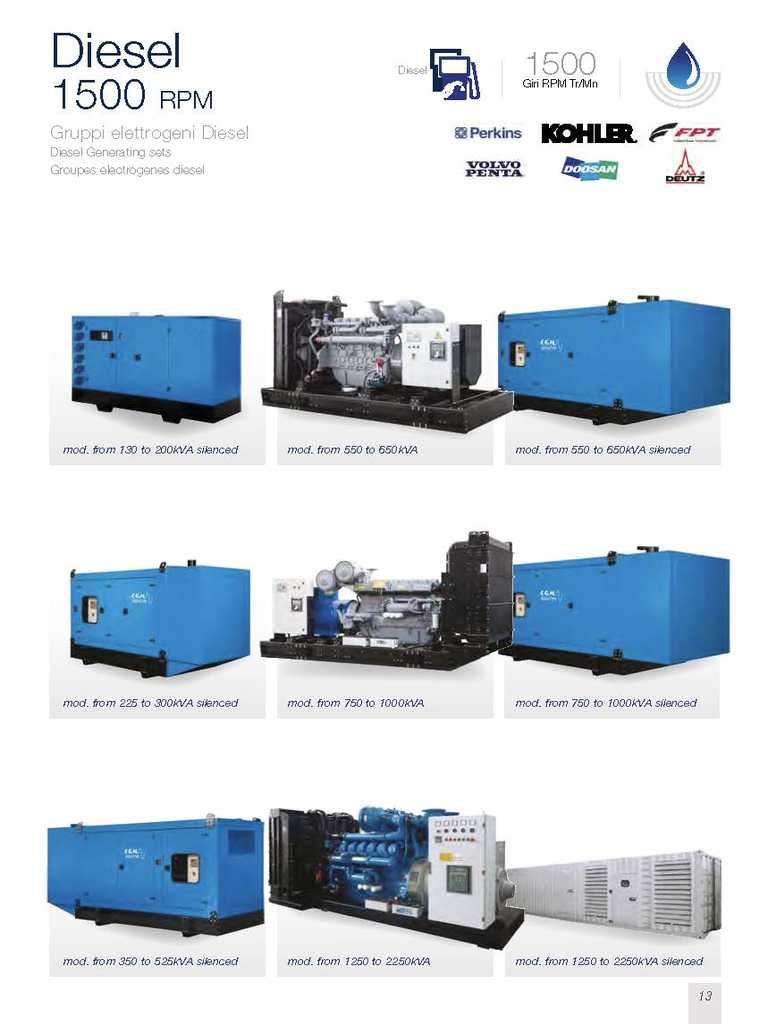 Diesel
1500 RPM
Gruppi elettrogeni Diesel
Diesel Generating sets
Groupes electrogenes diesel
Diesel
1500
Giri RPM Tr/Mn
Perkins
KOHLER
FPT
VOLVO
PENTA
DOOSAN
DEUTZ
mod. from 130 to 200kVA silenced
mod. from 550 to 650kVA
mod. from 550 to 650kVA silenced
mod. from 225 to 300kVA silenced
mod. from 750 to 1000kVA
mod. from 750 to 1000kVA silenced
mod. from 350 to 525kVA silenced
mod. from 1250 to 2250kVA
mod. from 1250 to 2250kVA silenced
13